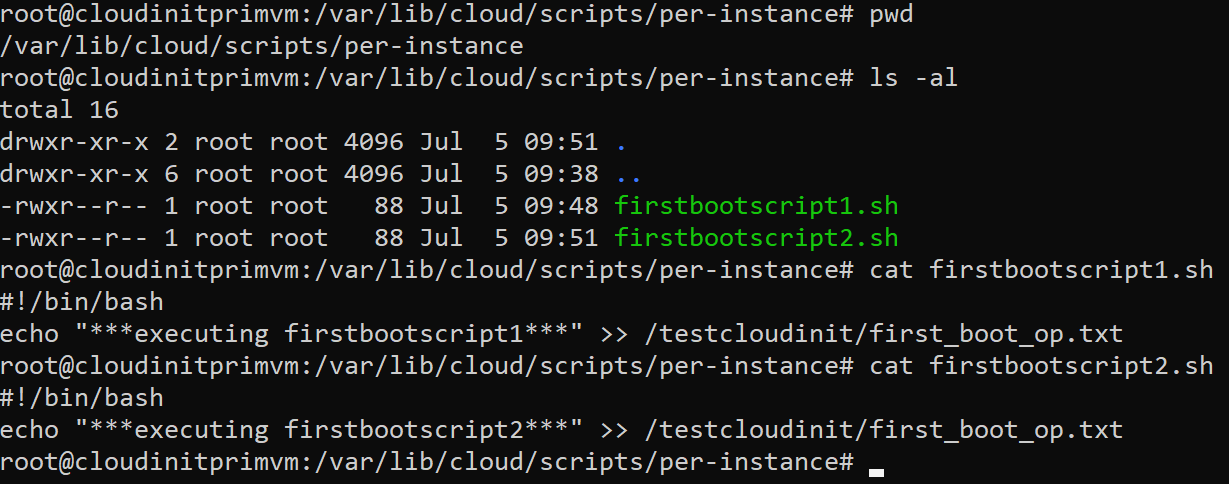 root@cloudinitprimvm:/var/lib/cloud/scripts/per-instance# pwd
/var/lib/cloud/scripts/per-instance
root@cloudinitprimvm:/var/lib/cloud/scripts/per-instance# ls -al
total 16
drwxr-xr-x 2 root root 4096 Jul  5 09:51 .
drwxr-xr-x 6 root root 4096 Jul  5 09:38 ..
-rwxr--r-- 1 root root   88 Jul  5 09:48 firstbootscript1.sh
-rwxr--r-- 1 root root   88 Jul  5 09:51 firstbootscript2.sh
root@cloudinitprimvm:/var/lib/cloud/scripts/per-instance# cat firstbootscript1.sh
#!/bin/bash
echo "***executing firstbootscript1***" >> /testcloudinit/first_boot_op.txt
root@cloudinitprimvm:/var/lib/cloud/scripts/per-instance# cat firstbootscript2.sh
#!/bin/bash
echo "***executing firstbootscript2***" >> /testcloudinit/first_boot_op.txt
root@cloudinitprimvm:/var/lib/cloud/scripts/per-instance#